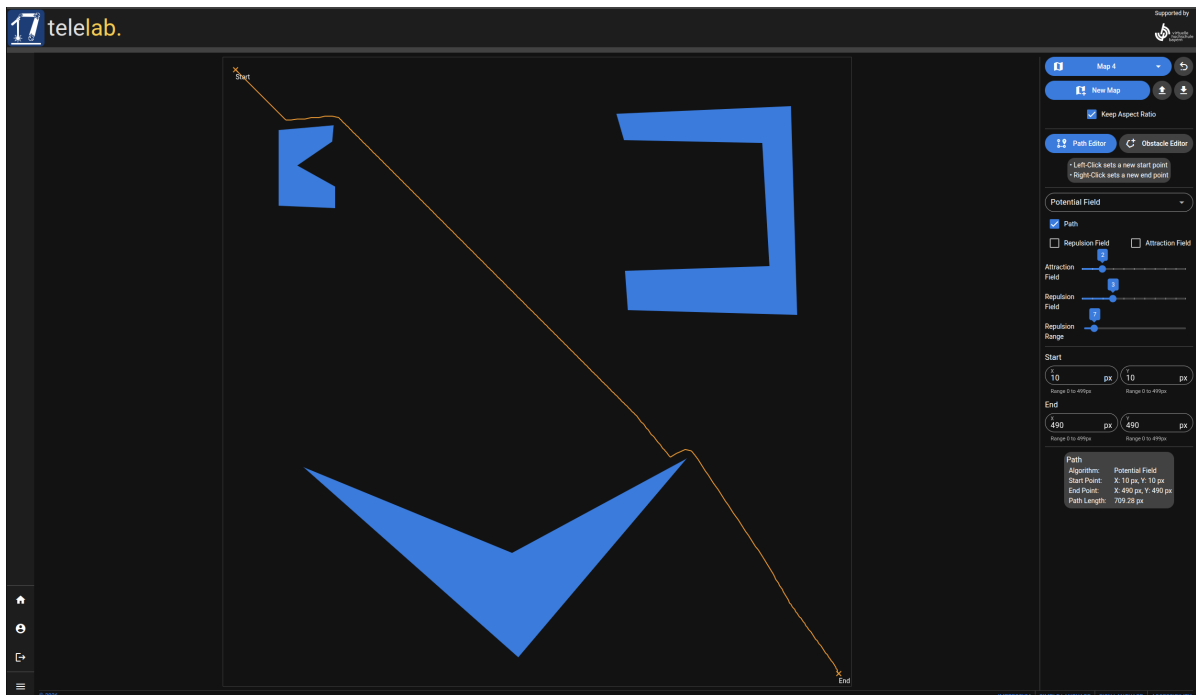 17 telelab.
Supported by
virtuelle
hochschule
bayern
Start
End
Map 4
New Map
Keep Aspect Ratio
Path Editor
Obstacle Editor
• Left-Click sets a new start point
• Right-Click sets a new end point
Potential Field
Path
Repulsion Field
Attraction Field
2
Attraction
Field
3
Repulsion
Field
7
Repulsion
Range
Start
X
10 px
Y
10 px
Range 0 to 499px
Range 0 to 499px
End
X
490 px
Y
490 px
Range 0 to 499px
Range 0 to 499px
Path
Algorithm: Potential Field
Start Point: X: 10 px, Y: 10 px
End Point: X: 490 px, Y: 490 px
Path Length: 709.28 px